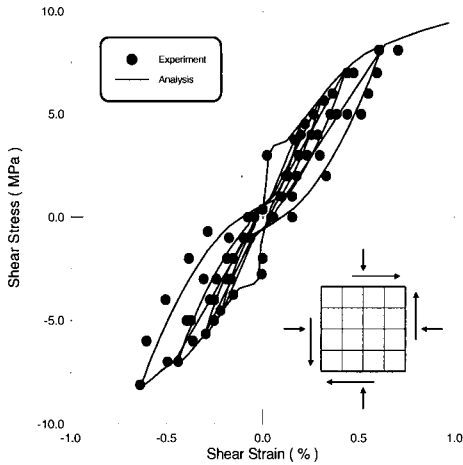 10.0
Experiment
Analysis
5.0
0.0
-5.0
-10.0
-1.0 -0.5 0.0 0.5 1.0
Shear Strain ( % )
Shear Stress ( MPa )